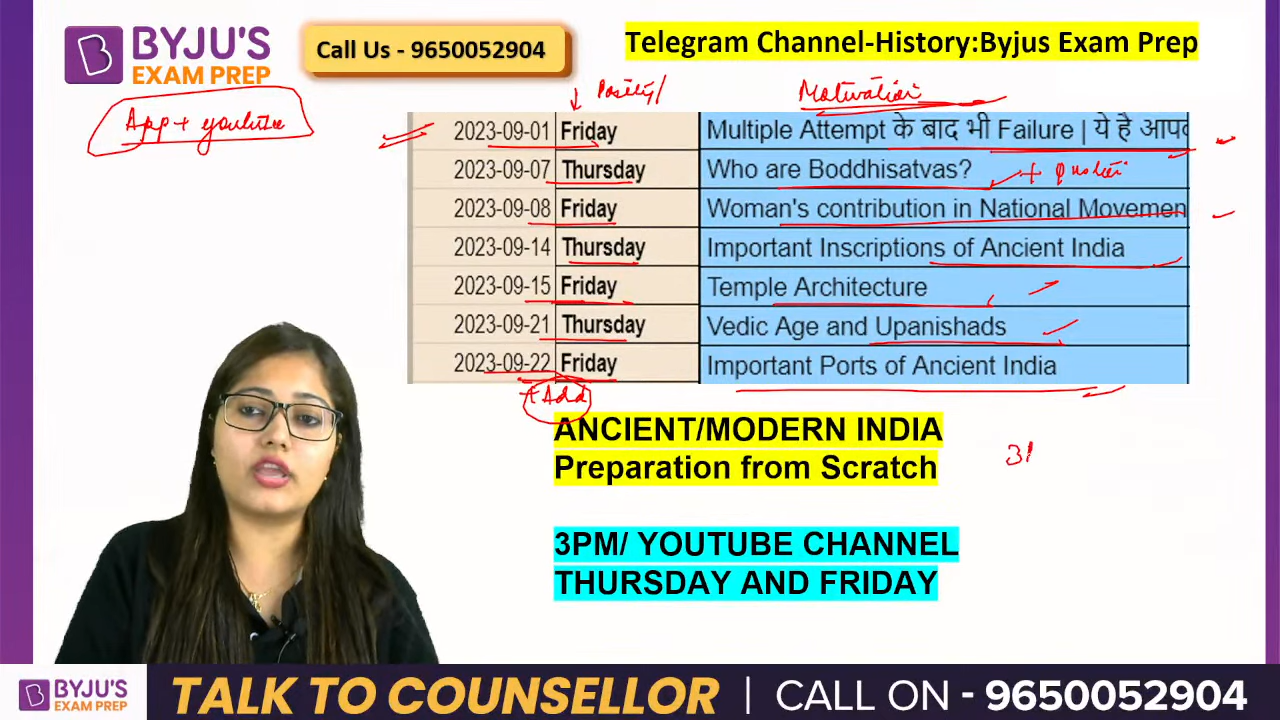 BYJU'S
EXAM PREP
Call Us - 9650052904
Telegram Channel-History:Byjus Exam Prep
App + youtube
Motivation
2023-09-01 Friday Multiple Attempt के बाद भी Failure | ये है
2023-09-07 Thursday Who are Boddhisatvas?
2023-09-08 Friday Woman's contribution in National Movemen
2023-09-14 Thursday Important Inscriptions of Ancient India
2023-09-15 Friday Temple Architecture
2023-09-21 Thursday Vedic Age and Upanishads
2023-09-22 Friday Important Ports of Ancient India
+ Add
ANCIENT/MODERN INDIA
Preparation from Scratch
3PM/ YOUTUBE CHANNEL
THURSDAY AND FRIDAY
BYJU'S
EXAM PREP
TALK TO COUNSELLOR | CALL ON - 9650052904